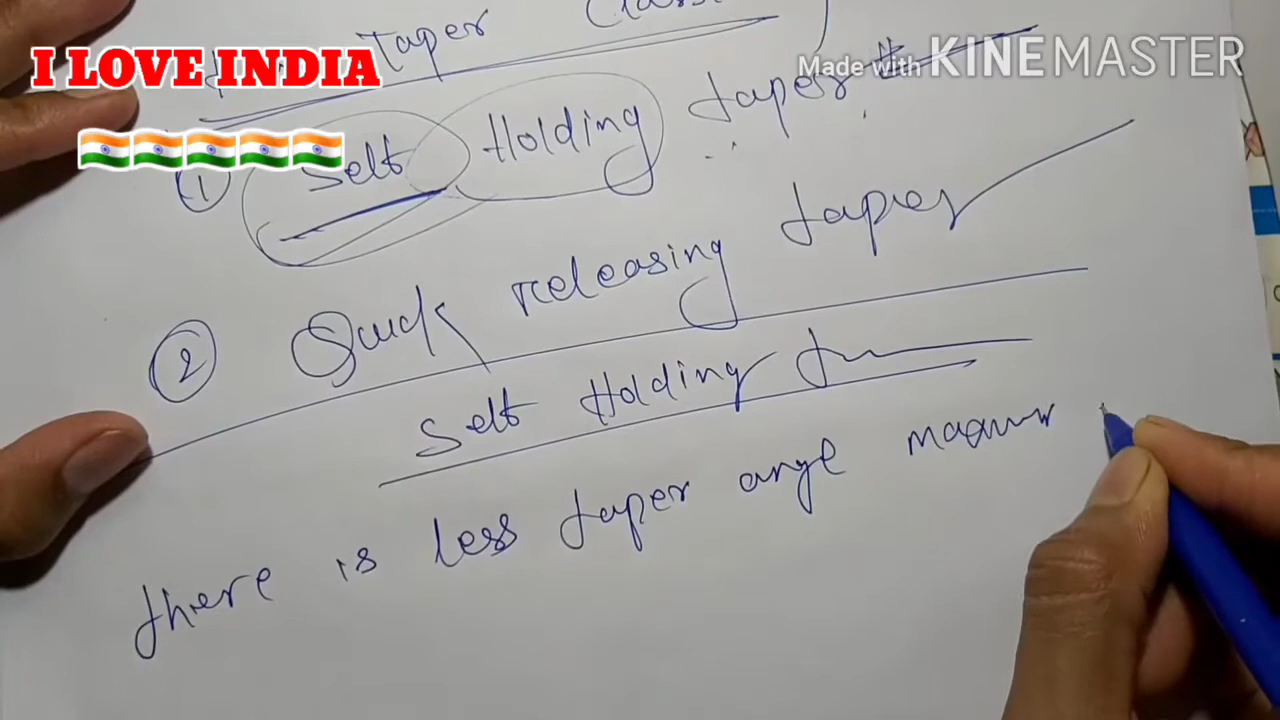 Taper
I LOVE INDIA
Made with KINEMASTER
① Self Holding taper
② Quick releasing taper
Self Holding
there is less taper angle